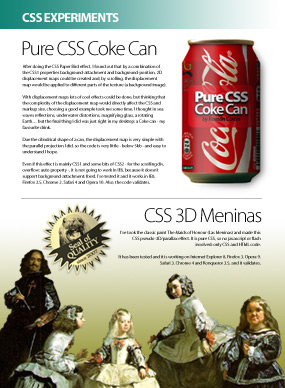 CSS EXPERIMENTS
Pure CSS Coke Can
After doing the CSS Paper Bird effect, I found out that by a combination of
the CSS1 properties background-attachment and background-position, 2D
displacement maps could be created and, by scrolling, the displacement
map would be applied to different parts of the texture (a background image).
With displacement maps lots of cool effects could be done, but thinking that
the complexity of the displacement map would directly affect the CSS and
markup size, choosing a good example took me some time. I thought in sea
waves reflections, underwater distortions, magnifying glass, a rotating
Earth... but the final thing I did was just right in my desktop: a Coke can - my
favourite drink.
Due the cilindrical shape of a can, the displacement map is very simple with
the parallel projection I did, so the code is very little - below 5kb - and easy to
understand I hope.
Even if this effect is mainly CSS1 and some bits of CSS2 - for the scrolling div,
overflow: auto property -, it is not going to work in IE6, because it doesn't
support background-attachment: fixed. I've tested it and it works in IE8,
Firefox 3.5, Chrome 2, Safari 4 and Opera 10. Also, the code validates.
Coca-Cola
Pure CSS
Coke Can
CSS 3D Meninas
Seal of
QUALITY
I've took the classic paint The Maids of Honour (Las Meninas) and made this
CSS pseudo-3D/parallax effect. It is pure CSS, so no javascript or flash
involved: only CSS and HTML code.
It has been tested and it is working on Internet Explorer 8, Firefox 3, Opera 9,
Safari 3, Chrome 4 and Konqueror 3.5, and it validates.